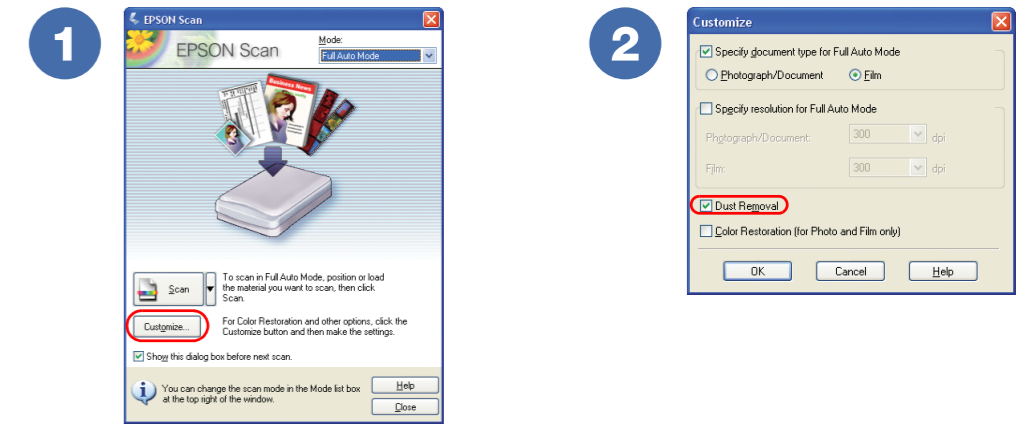 1
EPSON Scan
EPSON Scan
Mode:
Full Auto Mode
Business News
Scan
To scan in Full Auto Mode, position or load
the material you want to scan, then click
Scan.
Customize...
For Color Restoration and other options, click the
Customize button and then make the settings.
Show this dialog box before next scan.
You can change the scan mode in the Mode list box
at the top right of the window.
Help
Close
2
Customize
Specify document type for Full Auto Mode
Photograph/Document
Film
Specify resolution for Full Auto Mode
Photograph/Document:
300
dpi
Film:
300
dpi
Dust Removal
Color Restoration (for Photo and Film only)
OK
Cancel
Help